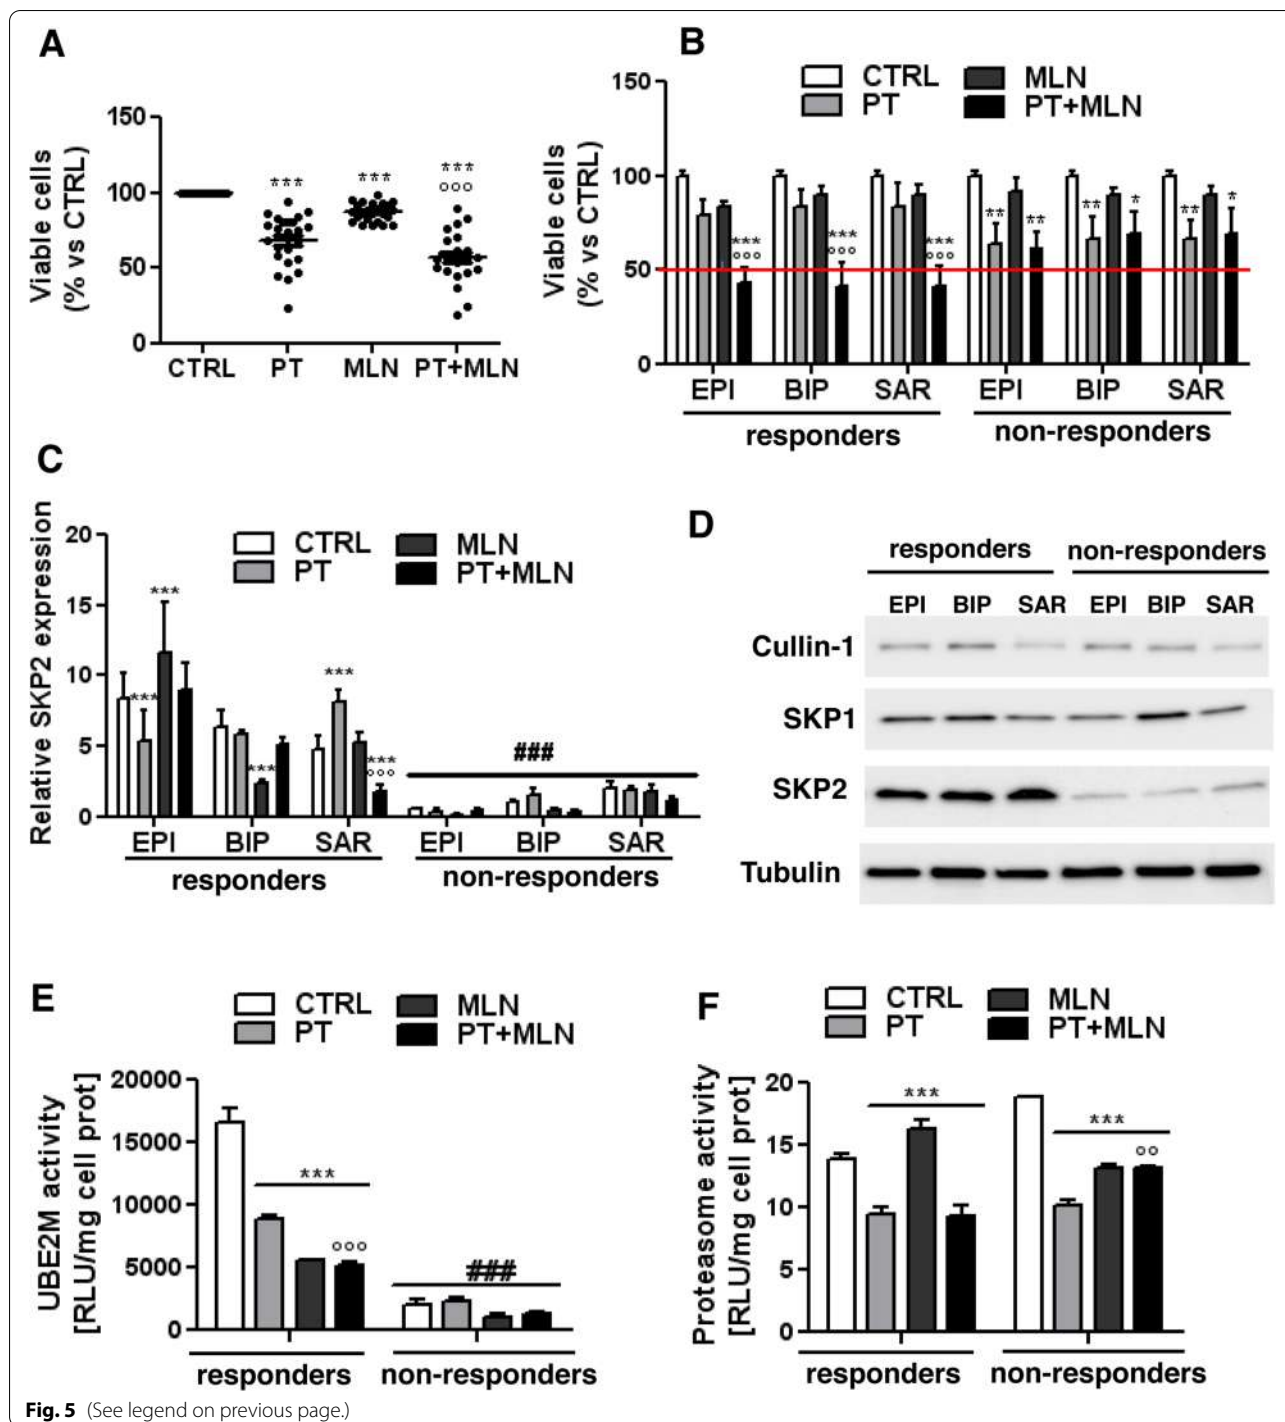 A
Viable cells
(% vs CTRL)
150
100
50
0
***
***
***
°°°
CTRL PT MLN PT+MLN
B
CTRL MLN
PT PT+MLN
Viable cells
(% vs CTRL)
150
100
50
0
***
°°°
***
°°°
***
°°°
**
**
**
*
**
*
EPI BIP SAR EPI BIP SAR
responders non-responders
C
CTRL MLN
PT PT+MLN
Relative SKP2 expression
20
15
10
5
0
***
***
***
***
***
°°°
###
EPI BIP SAR EPI BIP SAR
responders non-responders
D
responders non-responders
EPI BIP SAR EPI BIP SAR
Cullin-1
SKP1
SKP2
Tubulin
E
CTRL MLN
PT PT+MLN
UBE2M activity
[RLU/mg cell prot]
20000
15000
10000
5000
0
***
°°°
###
responders non-responders
F
CTRL MLN
PT PT+MLN
Proteasome activity
[RLU/mg cell prot]
20
15
10
5
0
***
***
°°
responders non-responders
Fig. 5 (See legend on previous page.)